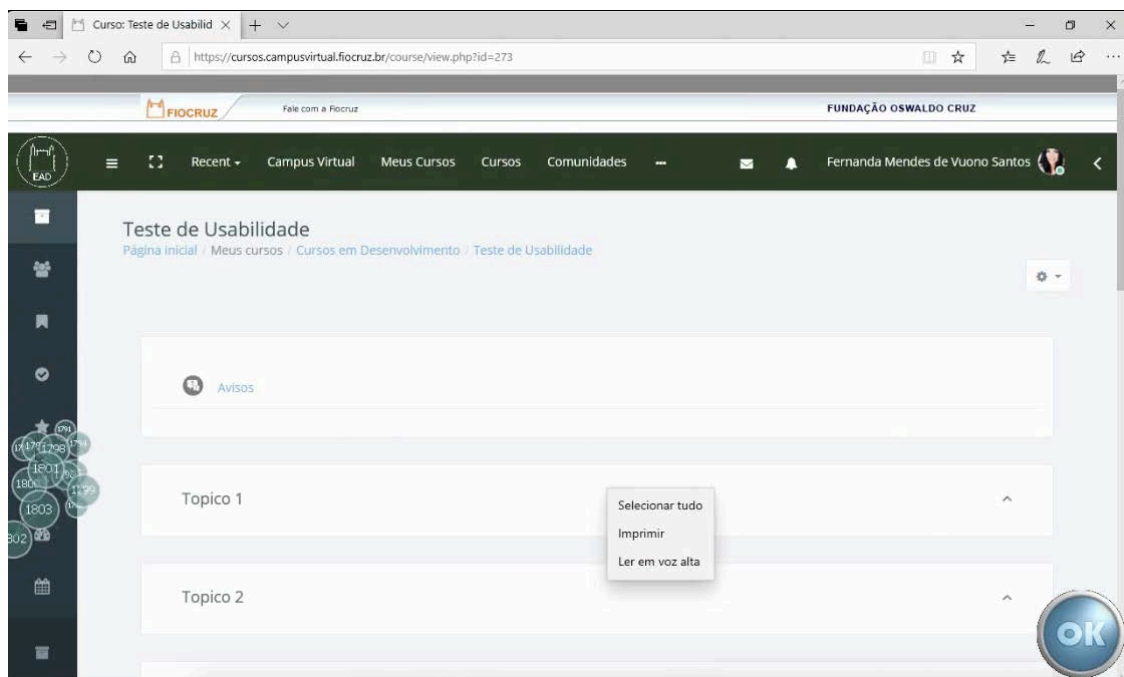 Curso: Teste de Usabilid
https://cursos.campusvirtual.fiocruz.br/course/view.php?id=273
FIOCRUZ Fale com a Fiocruz FUNDAÇÃO OSWALDO CRUZ
EAD Recent Campus Virtual Meus Cursos Cursos Comunidades Fernanda Mendes de Vuono Santos
Teste de Usabilidade
Página inicial / Meus cursos / Cursos em Desenvolvimento / Teste de Usabilidade
Avisos
1791
1798
1801
1803
Topico 1
Selecionar tudo
Imprimir
Ler em voz alta
Topico 2
OK